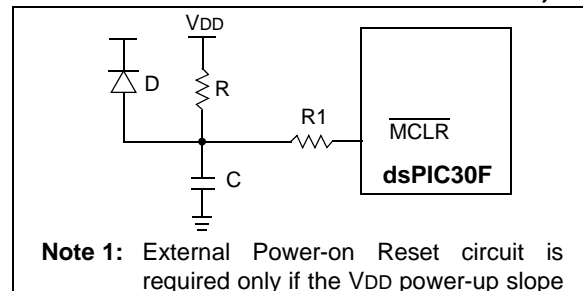 VDD
D
R
R1
MCLR
C
dsPIC30F
Note 1: External Power-on Reset circuit is
required only if the VDD power-up slope